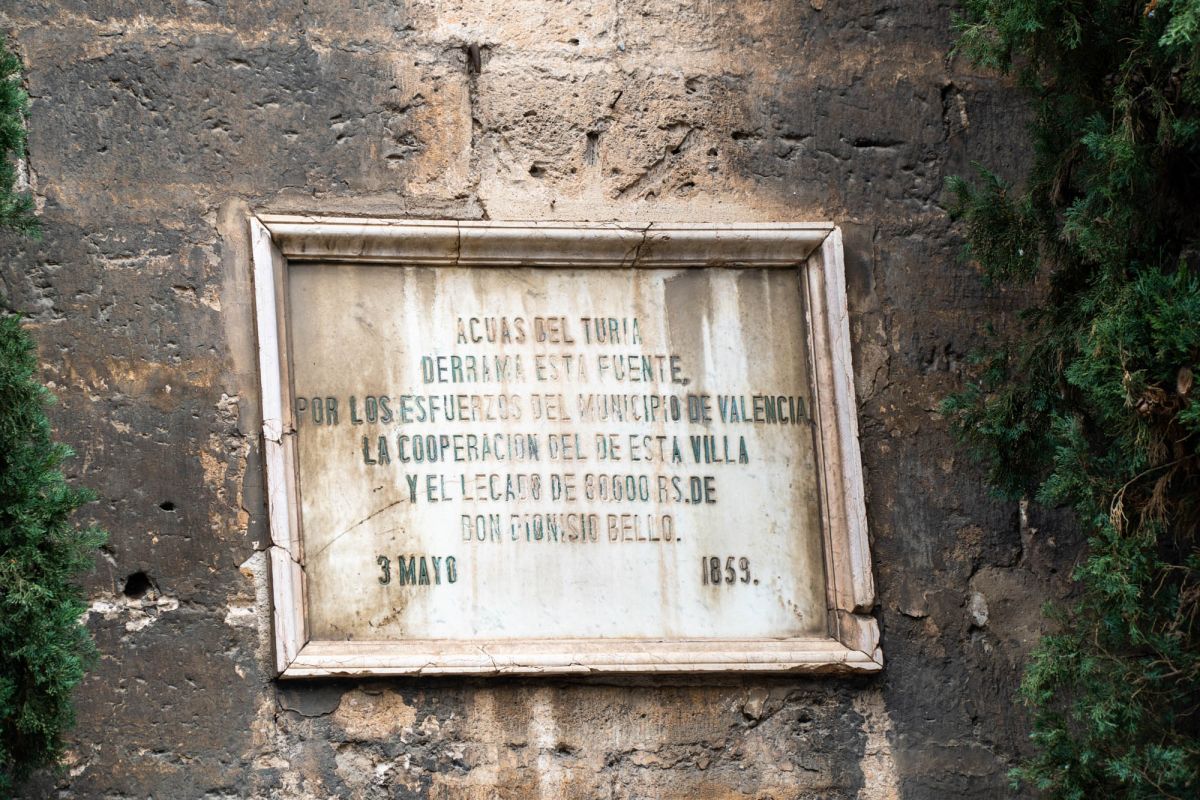 AGUAS DEL TURIA
DERRAMA ESTA FUENTE,
POR LOS ESFUERZOS DEL MUNICIPIO DE VALENCIA,
LA COOPERACION DEL DE ESTA VILLA
Y EL LEGADO DE 80600 RS. DE
DON DIONISIO BELLO.
3 MAYO 1859.